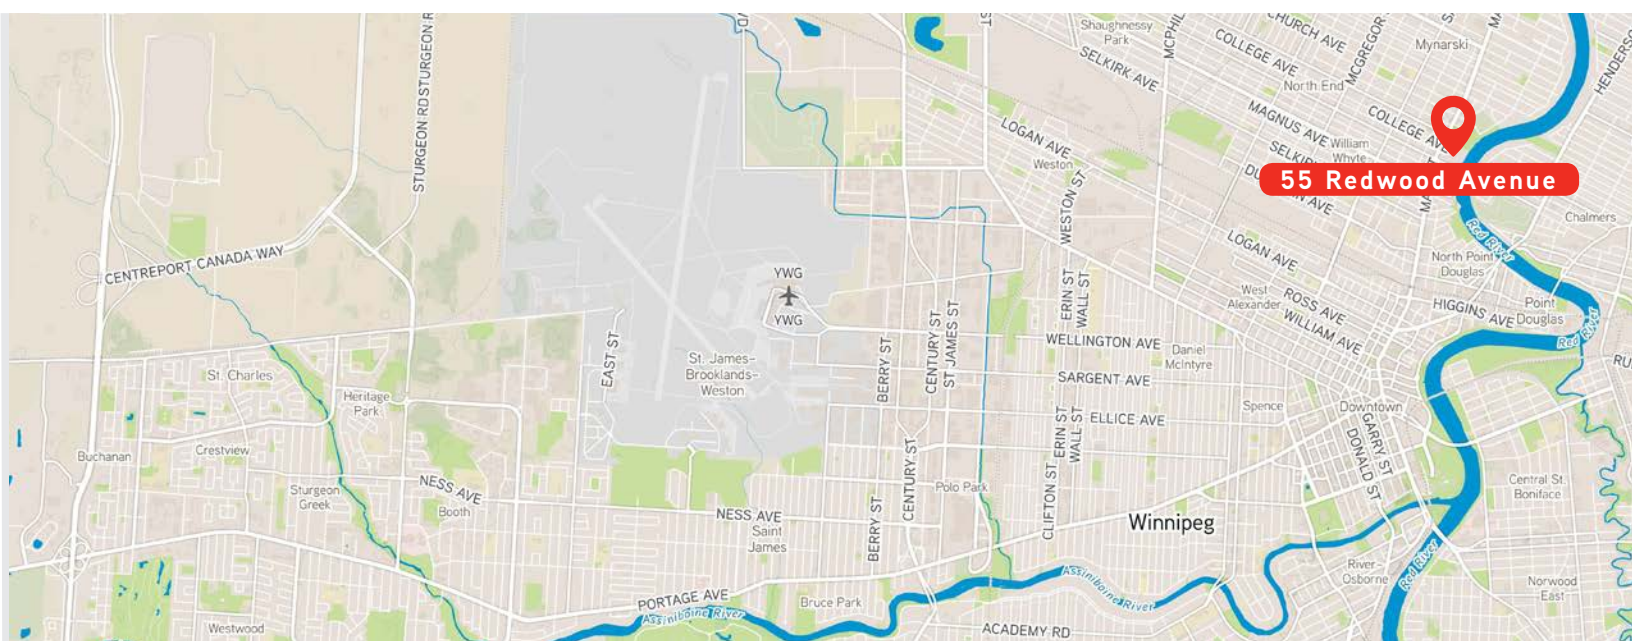 Shaughnessy
Park
SELKIRK AVE
CHURCH AVE
COLLEGE AVE
MCGREGOR
Mynarski
North End
STURGEON RD
STURGEON R
MCPHIL
HENDERSO
MAGNUS AVE
COLLEGE AVE
William
Whyte
LOGAN AVE
Weston
55 Redwood Avenue
WESTON ST
Chalmers
Red River
LOGAN AVE
North Point
Douglas
CENTREPORT CANADA WAY
YWG
YWG
ERIN ST
WALL ST
West
Alexander
ROSS AVE
WILLIAM AVE
HIGGINS AVE
Point
Douglas
Red River
EAST ST
St. James–
Brooklands–
Weston
BERRY ST
CENTURY ST
ST JAMES ST
WELLINGTON AVE
Daniel
McIntyre
SARGENT AVE
St. Charles
Heritage
Park
ERIN ST
WALL ST
ELLICE AVE
Spence
Downtown
GARRY ST
DONALD ST
Buchanan
Crestview
Sturgeon
Greek
NESS AVE
Booth
NESS AVE
Saint
James
BERRY ST
CENTURY ST
Polo Park
CLIFTON ST
Winnipeg
Central St.
Boniface
River–
Osborne
Red River
Norwood
East
Assiniboine River
PORTAGE AVE
Assiniboine River
Bruce Park
ACADEMY RD
Westwood